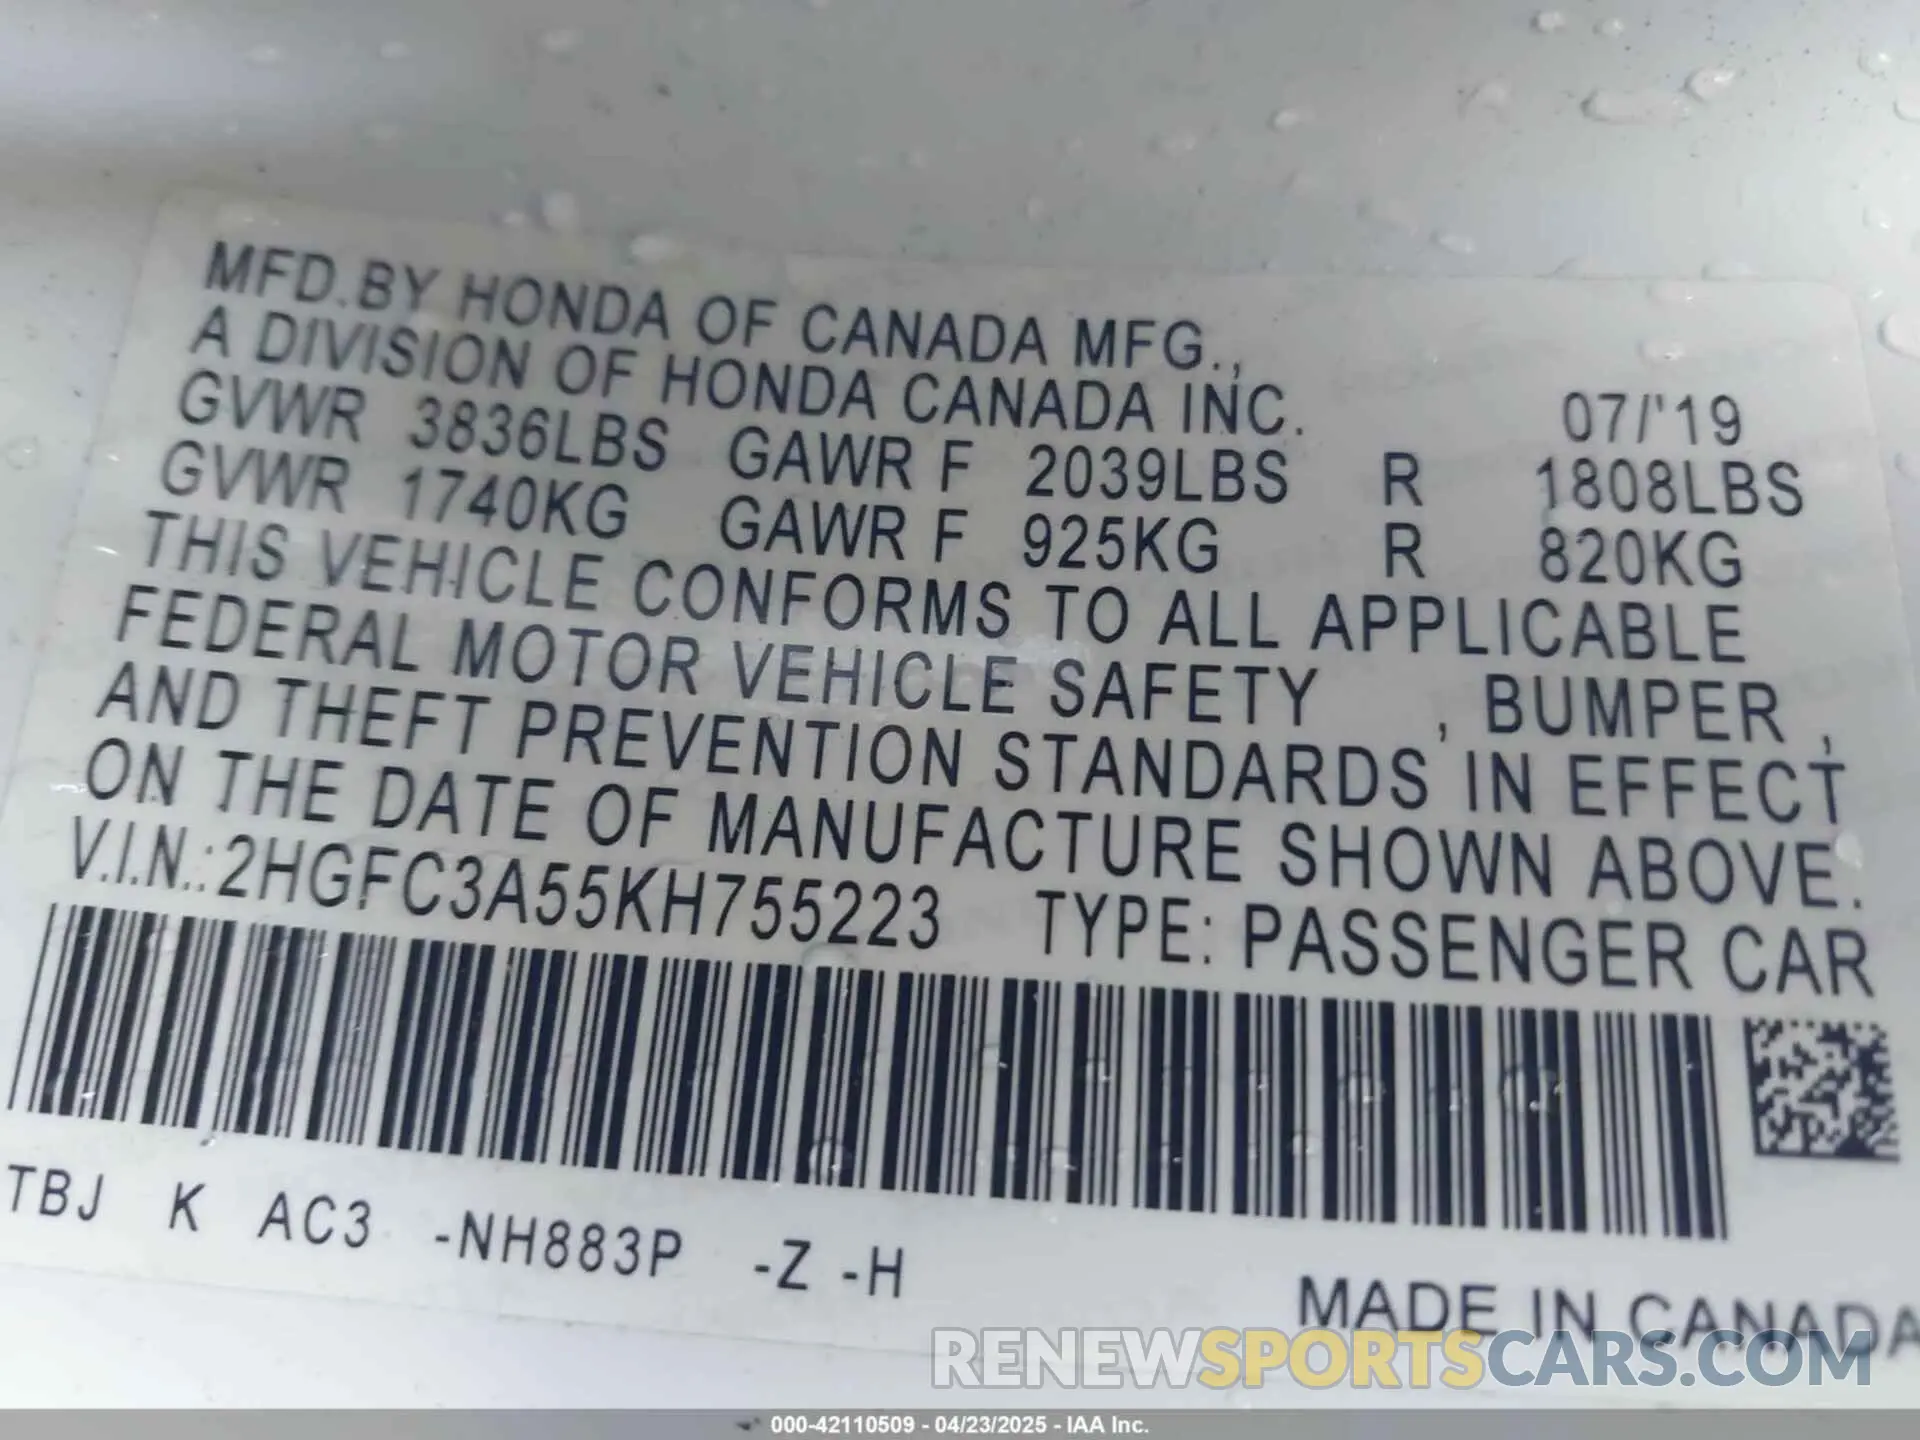 MFD.BY HONDA OF CANADA MFG.,
A DIVISION OF HONDA CANADA INC. 07/'19
GVWR 3836LBS GAWR F 2039LBS R 1808LBS
GVWR 1740KG GAWR F 925KG R 820KG
THIS VEHICLE CONFORMS TO ALL APPLICABLE
FEDERAL MOTOR VEHICLE SAFETY , BUMPER ,
AND THEFT PREVENTION STANDARDS IN EFFECT
ON THE DATE OF MANUFACTURE SHOWN ABOVE.
V.I.N.:2HGFC3A55KH755223 TYPE: PASSENGER CAR
TBJ K AC3 -NH883P -Z -H
MADE IN CANADA
RENEWSPORTSCARS.COM
000-42110509 - 04/23/2025 - IAA Inc.